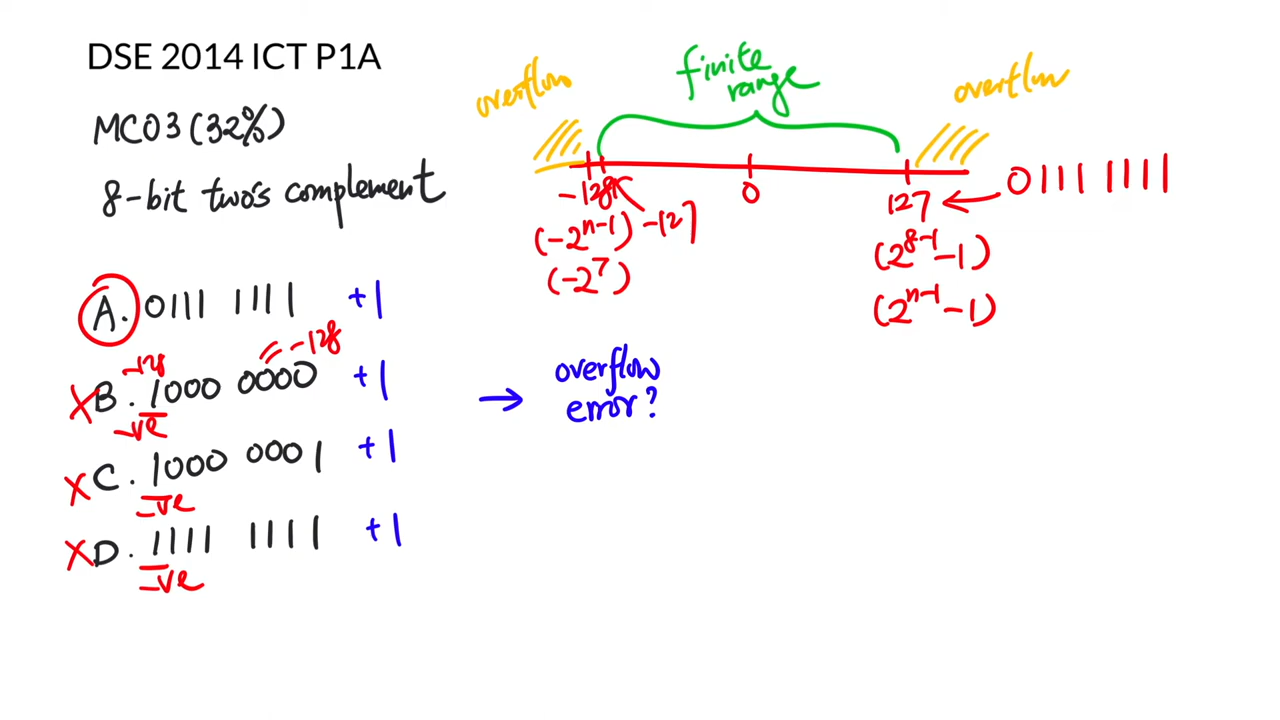 DSE 2014 ICT P1A
MC03 (32%)
8-bit two's complement
overflow
finite
range
overflow
-128
0
127
0111 1111
(-2^{n-1})
-127
(2^{8-1}-1)
(-2^7)
(2^{n-1}-1)
A. 0111 1111 +1
-128
= -128
B. 1000 0000 +1
-ve
overflow
error?
C. 1000 0001 +1
-ve
D. 1111 1111 +1
-ve